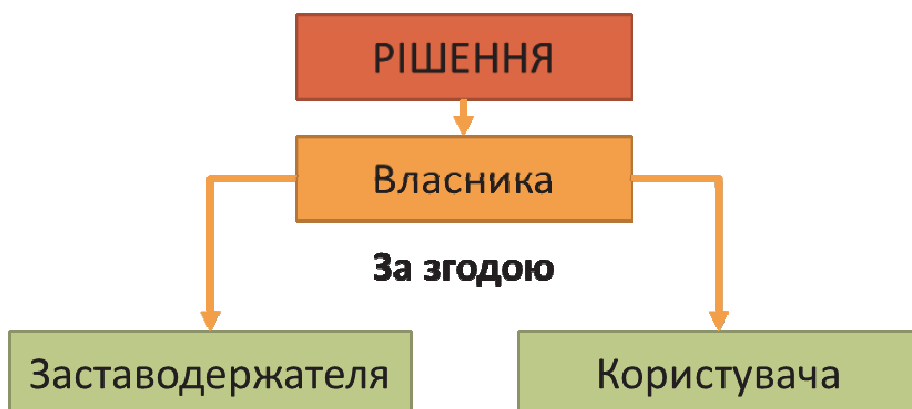 РІШЕННЯ
Власника
За згодою
Заставодержателя
Користувача